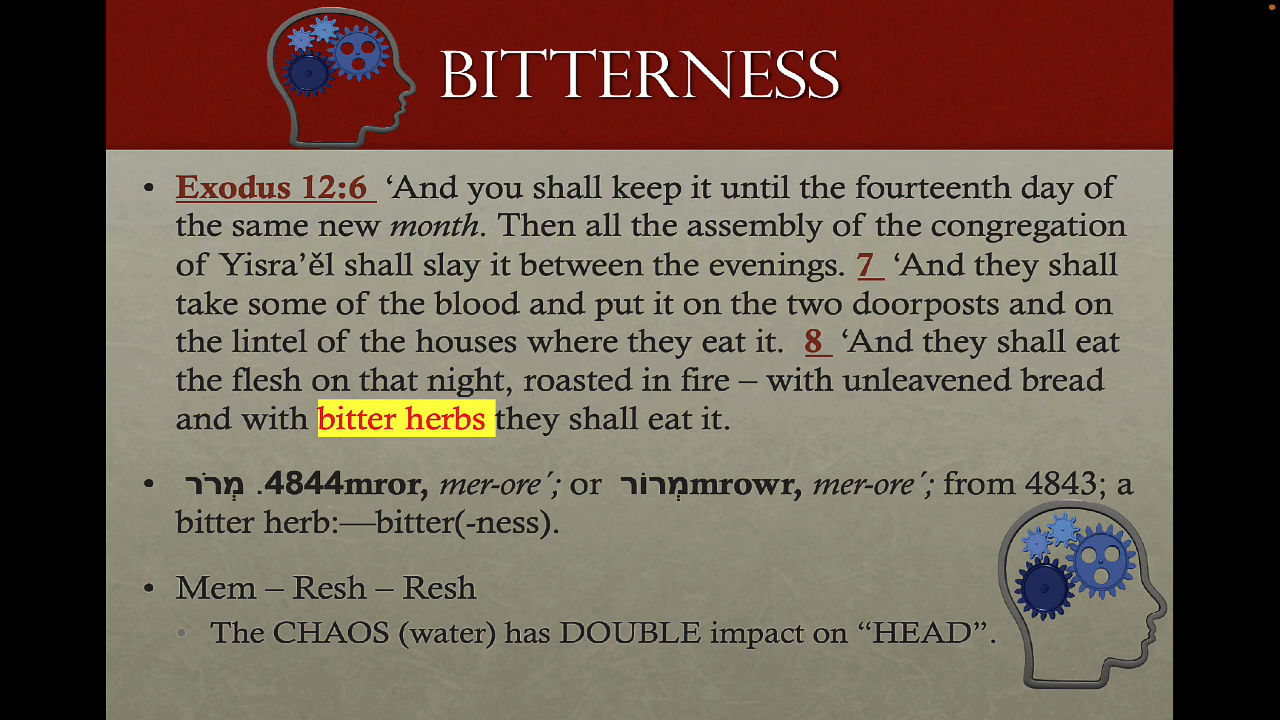 BITTERNESS
• Exodus 12:6 ‘And you shall keep it until the fourteenth day of
the same new month. Then all the assembly of the congregation
of Yisra’ĕl shall slay it between the evenings. 7 ‘And they shall
take some of the blood and put it on the two doorposts and on
the lintel of the houses where they eat it. 8 ‘And they shall eat
the flesh on that night, roasted in fire – with unleavened bread
and with bitter herbs they shall eat it.
• מְרֹר .4844mror, mer-ore´; or מְרוֹרmrowr, mer-ore´; from 4843; a
bitter herb:—bitter(-ness).
• Mem – Resh – Resh
• The CHAOS (water) has DOUBLE impact on “HEAD”.